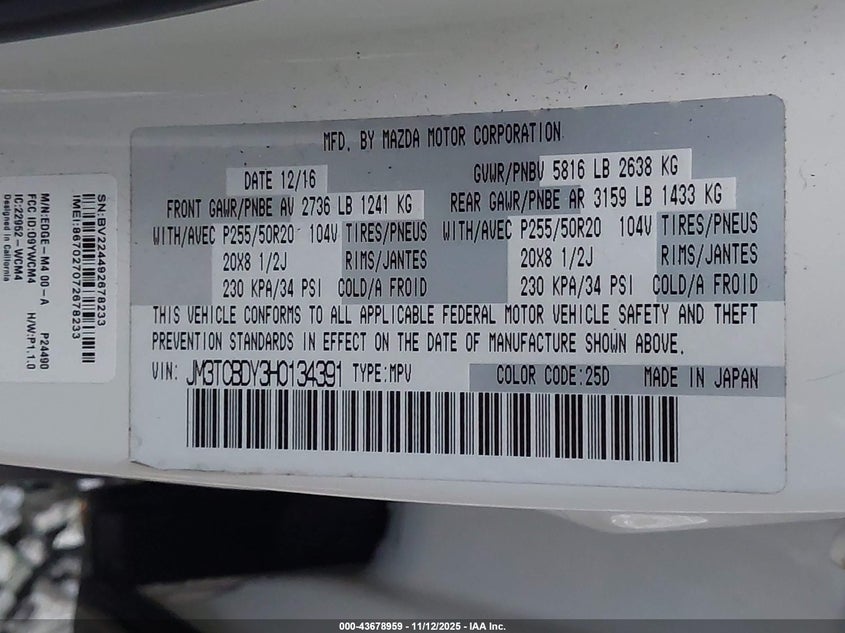 MFD. BY MAZDA MOTOR CORPORATION
DATE 12/16
GVWR/PNBV 5816 LB 2638 KG
FRONT GAWR/PNBE AV 2736 LB 1241 KG
REAR GAWR/PNBE AR 3159 LB 1433 KG
WITH/AVEC P255/50R20 104V TIRES/PNEUS
WITH/AVEC P255/50R20 104V TIRES/PNEUS
20X8 1/2J RIMS/JANTES
20X8 1/2J RIMS/JANTES
230 KPA/34 PSI COLD/A FROID
230 KPA/34 PSI COLD/A FROID
THIS VEHICLE CONFORMS TO ALL APPLICABLE FEDERAL MOTOR VEHICLE SAFETY AND THEFT
PREVENTION STANDARDS IN EFFECT ON THE DATE OF MANUFACTURE SHOWN ABOVE.
VIN: JM3TCBDY3H0134391 TYPE:MPV COLOR CODE:25D MADE IN JAPAN
SN:BV224492678233
IMEI:867027072678233
M/N:EDGE-M4 00-A P24490
FCC ID:O9YWCM4 H/W:P1.1.0
IC:22952-WCM4
Designed in California
000-43678959 - 11/12/2025 - IAA Inc.